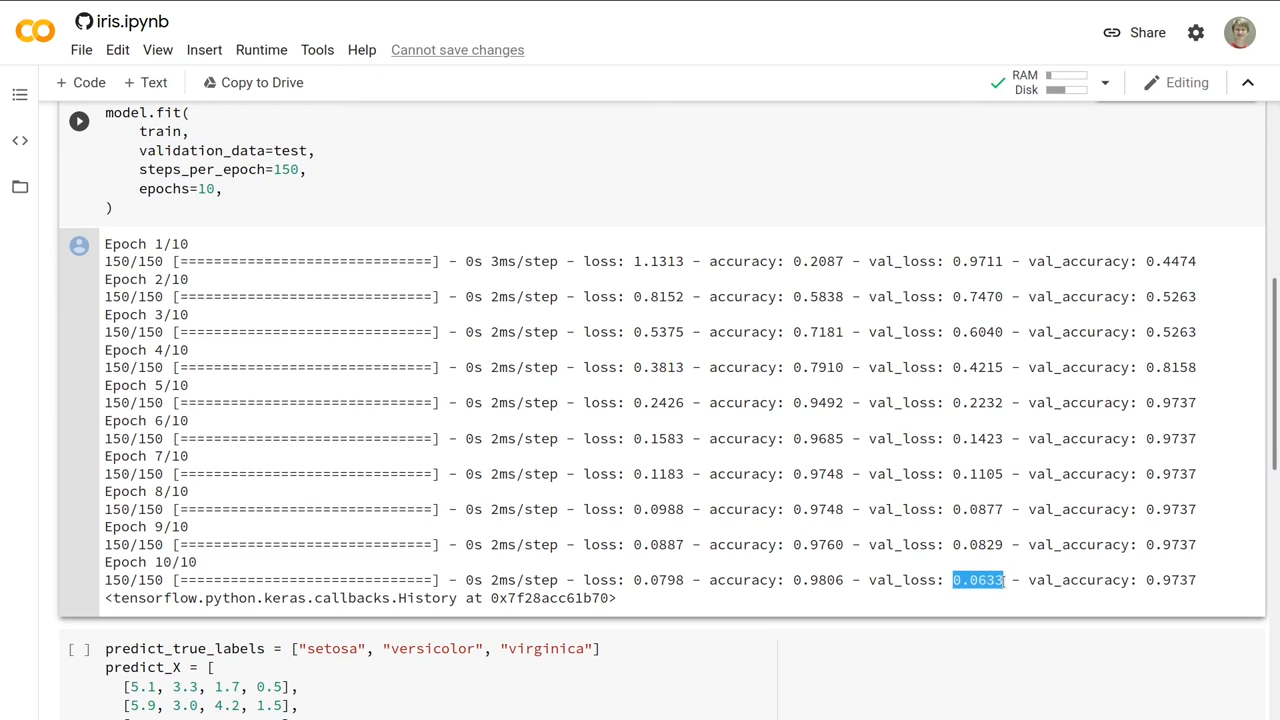 iris.ipynb
File Edit View Insert Runtime Tools Help Cannot save changes
Share
+ Code + Text Copy to Drive
RAM
Disk
Editing
model.fit(
    train,
    validation_data=test,
    steps_per_epoch=150,
    epochs=10,
)
Epoch 1/10
150/150 [==============================] - 0s 3ms/step - loss: 1.1313 - accuracy: 0.2087 - val_loss: 0.9711 - val_accuracy: 0.4474
Epoch 2/10
150/150 [==============================] - 0s 2ms/step - loss: 0.8152 - accuracy: 0.5838 - val_loss: 0.7470 - val_accuracy: 0.5263
Epoch 3/10
150/150 [==============================] - 0s 2ms/step - loss: 0.5375 - accuracy: 0.7181 - val_loss: 0.6040 - val_accuracy: 0.5263
Epoch 4/10
150/150 [==============================] - 0s 2ms/step - loss: 0.3813 - accuracy: 0.7910 - val_loss: 0.4215 - val_accuracy: 0.8158
Epoch 5/10
150/150 [==============================] - 0s 2ms/step - loss: 0.2426 - accuracy: 0.9492 - val_loss: 0.2232 - val_accuracy: 0.9737
Epoch 6/10
150/150 [==============================] - 0s 2ms/step - loss: 0.1583 - accuracy: 0.9685 - val_loss: 0.1423 - val_accuracy: 0.9737
Epoch 7/10
150/150 [==============================] - 0s 2ms/step - loss: 0.1183 - accuracy: 0.9748 - val_loss: 0.1105 - val_accuracy: 0.9737
Epoch 8/10
150/150 [==============================] - 0s 2ms/step - loss: 0.0988 - accuracy: 0.9748 - val_loss: 0.0877 - val_accuracy: 0.9737
Epoch 9/10
150/150 [==============================] - 0s 2ms/step - loss: 0.0887 - accuracy: 0.9760 - val_loss: 0.0829 - val_accuracy: 0.9737
Epoch 10/10
150/150 [==============================] - 0s 2ms/step - loss: 0.0798 - accuracy: 0.9806 - val_loss: 0.0633 - val_accuracy: 0.9737
<tensorflow.python.keras.callbacks.History at 0x7f28acc61b70>
[ ] predict_true_labels = ["setosa", "versicolor", "virginica"]
predict_X = [
  [5.1, 3.3, 1.7, 0.5],
  [5.9, 3.0, 4.2, 1.5],